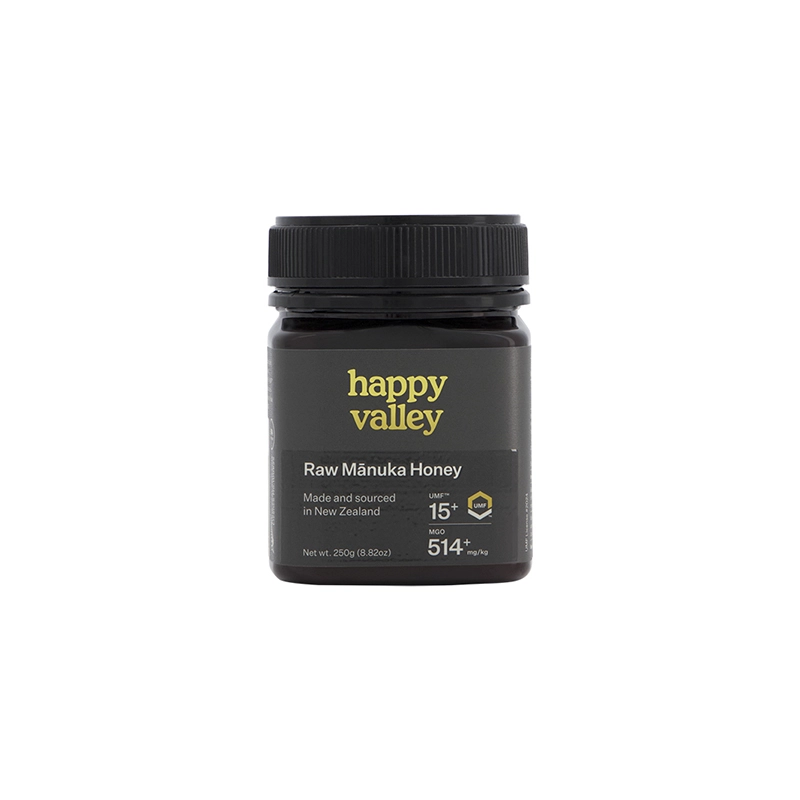 happy
valley
Raw Mānuka Honey
Made and sourced
in New Zealand
UMF™
15+
UMF
MGO
514+ mg/kg
Net wt. 250g (8.82oz)